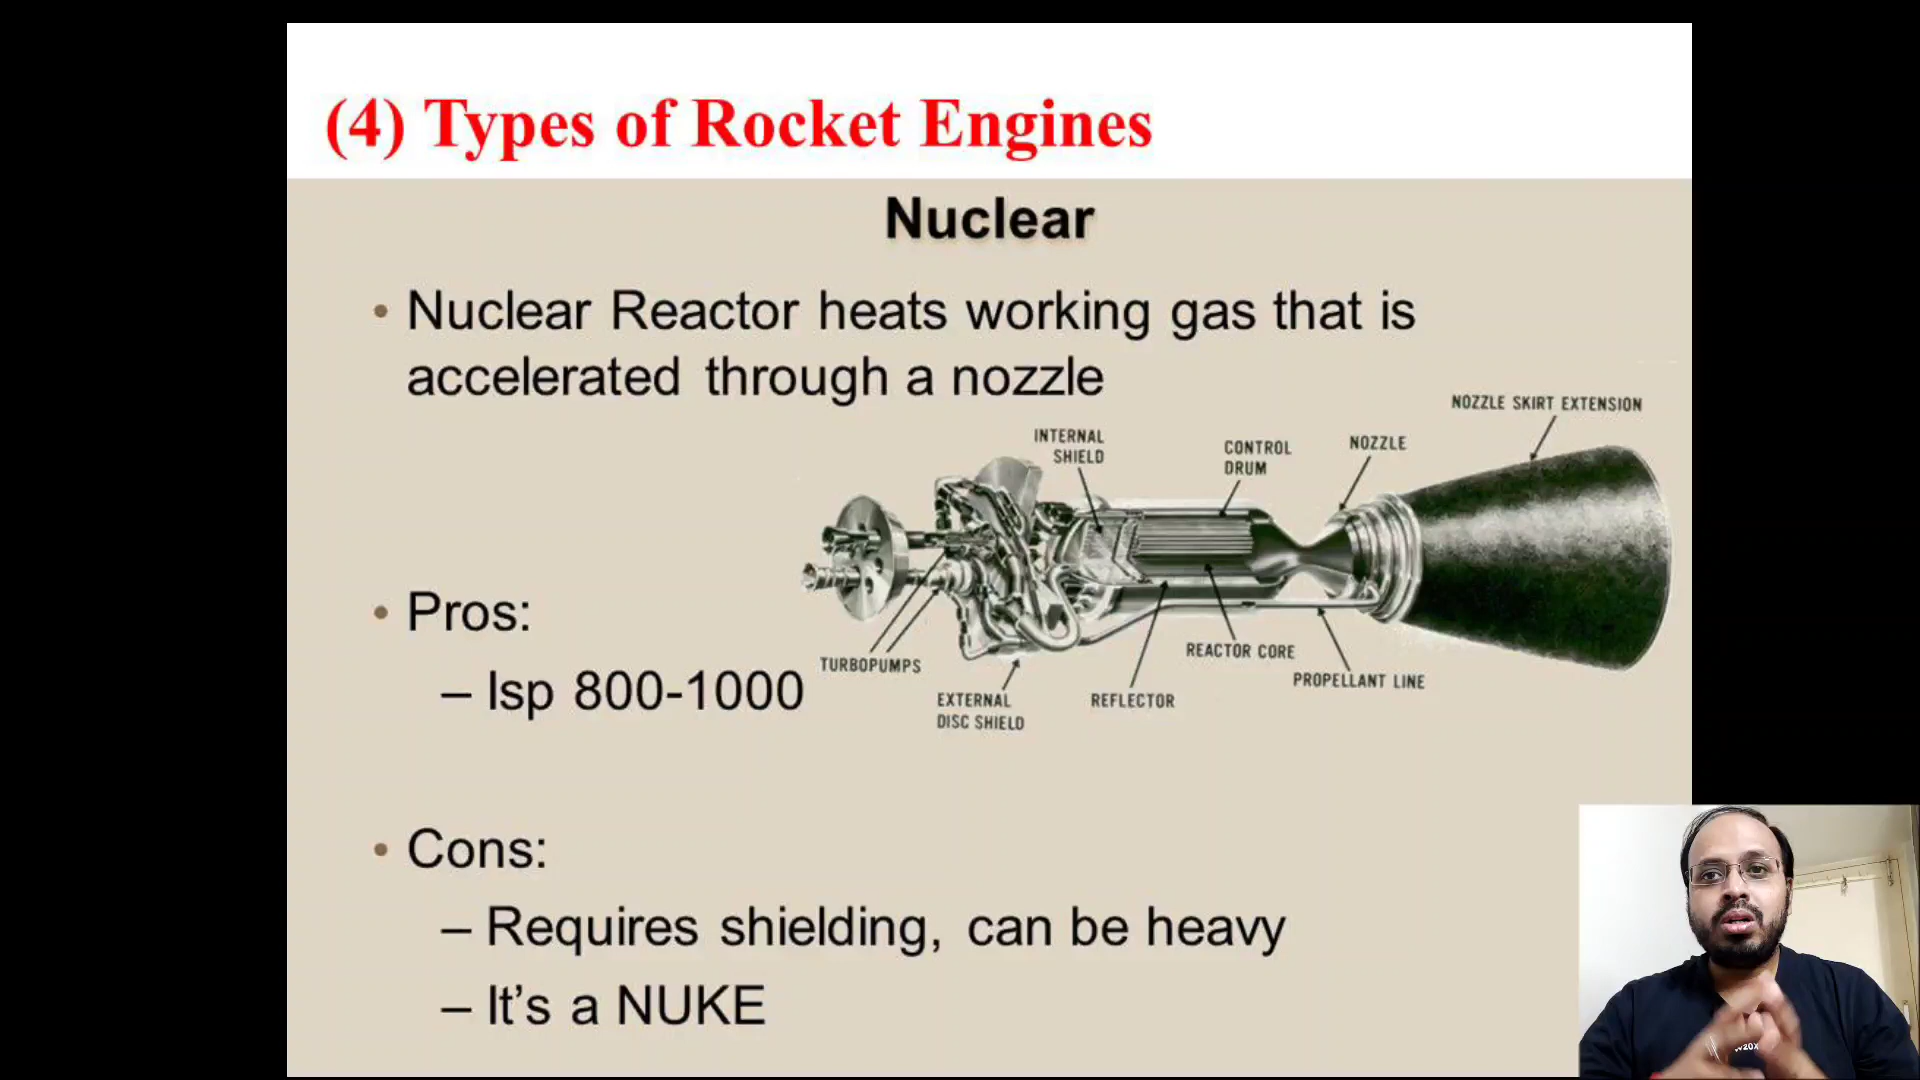 (4) Types of Rocket Engines
Nuclear
• Nuclear Reactor heats working gas that is
accelerated through a nozzle
NOZZLE SKIRT EXTENSION
INTERNAL
SHIELD
CONTROL
DRUM
NOZZLE
• Pros:
– Isp 800-1000
TURBOPUMPS
EXTERNAL
DISC SHIELD
REFLECTOR
REACTOR CORE
PROPELLANT LINE
• Cons:
– Requires shielding, can be heavy
– It's a NUKE